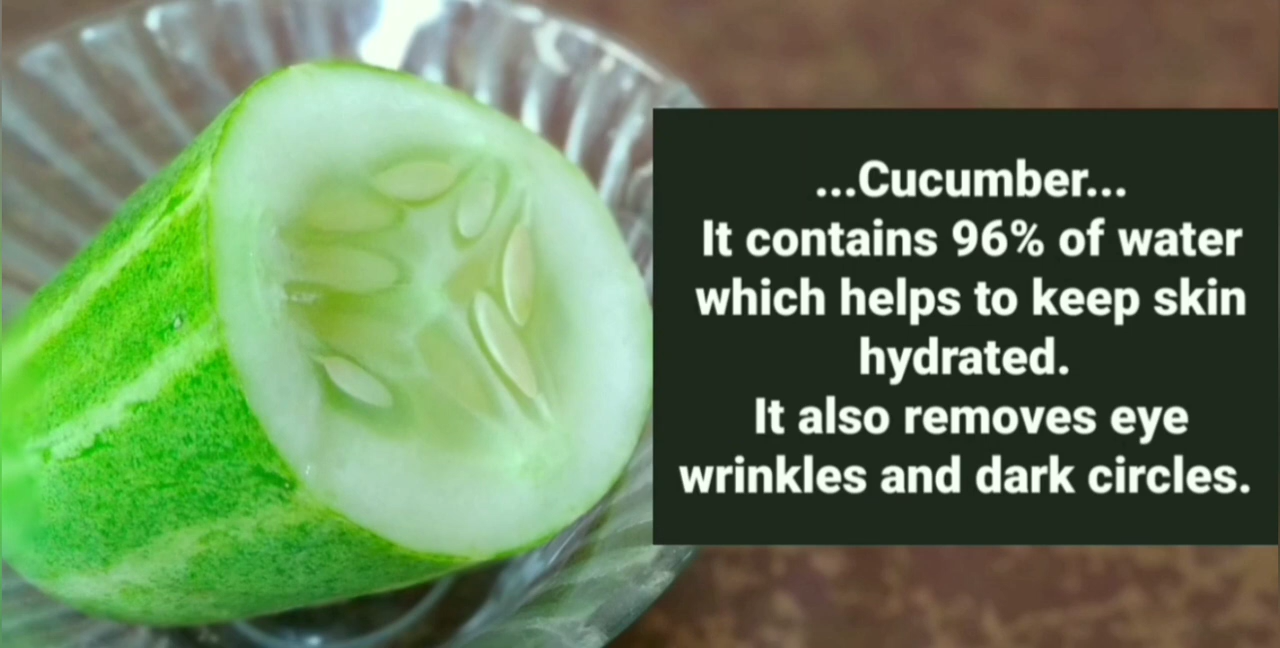 ...Cucumber...
It contains 96% of water
which helps to keep skin
hydrated.
It also removes eye
wrinkles and dark circles.